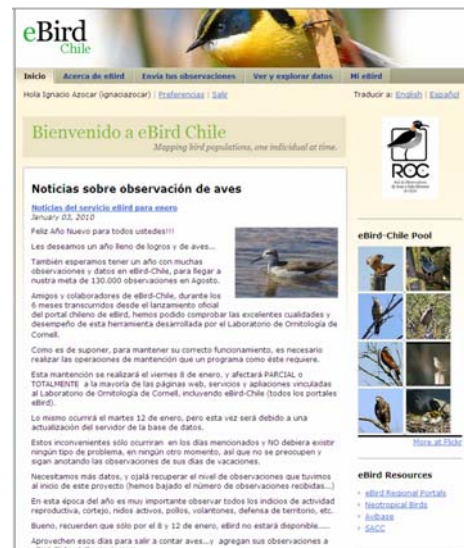 eBird
Chile
Inicio
Acerca de eBird
Envía tus observaciones
Ver y explorar datos
Mi eBird
Hola Ignacio Azocar (ignaciazocar) | Preferencias | Salir
Traducir a: English | Español
Bienvenido a eBird Chile
Mapping bird populations, one individual at time.
Noticias sobre observación de aves
Noticias del servicio eBird para enero
January 03, 2010
Feliz Año Nuevo para todos ustedes!!!
Les deseamos un año lleno de logros y de aves...
También esperamos tener un año con muchas
observaciones y datos en eBird-Chile, para llegar a
nuestra meta de 130.000 observaciones en Agosto.
Amigos y colaboradores de eBird-Chile, durante los
6 meses transcurridos desde el lanzamiento oficial
del portal chileno de eBird, hemos podido comprobar las excelentes cualidades y
desempeño de esta herramienta desarrollada por el Laboratorio de Ornitología de
Cornell.
Como es de suponer, para mantener su correcto funcionamiento, es necesario
realizar las operaciones de mantención que un programa como éste requiere.
Esta mantención se realizará el viernes 8 de enero, y afectará PARCIAL o
TOTALMENTE a la mayoría de las páginas web, servicios y apliaciones vinculadas
al Laboratorio de Ornitología de Cornell, incluyendo eBird-Chile (todos los portales
eBird).
Lo mismo ocurrirá el martes 12 de enero, pero esta vez será debido a una
actualización del servidor de la base de datos.
Estos inconvenientes sólo ocurriran en los días mencionados y NO debiera existir
ningún tipo de problema, en ningún otro momento, así que no se preocupen y
sigan anotando las observaciones de sus días de vacaciones.
Necesitamos más datos, y ojalá recuperar el nivel de observaciones que tuvimos
al inicio de este proyecto (hemos bajado el número de observaciones recibidas...)
En esta época del año es muy importante observar todos los indicios de actividad
reproductiva, cortejo, nidos activos, pollos, volantones, defensa de territorio, etc.
Bueno, recuerden que sólo por el 8 y 12 de enero, eBird no estará disponible.....
Aprovechen esos días para salir a contar aves...y agregan sus observaciones a
ROC
eBird-Chile Pool
More at Flickr
eBird Resources
eBird Regional Portals
Neotropical Birds
Avibase
SACC